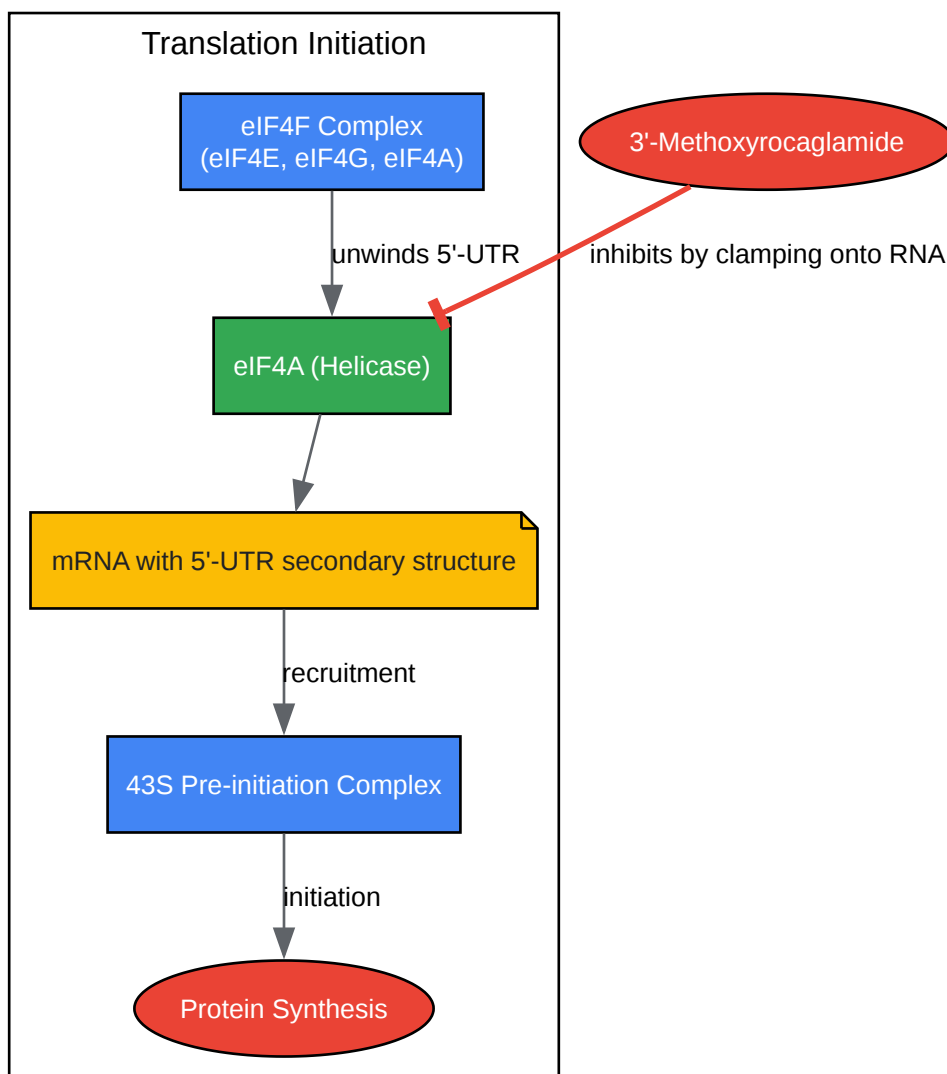 Translation Initiation
eIF4F Complex
(eIF4E, eIF4G, eIF4A)
3'-Methoxyrocaglamide
unwinds 5'-UTR
inhibits by clamping onto RNA
eIF4A (Helicase)
mRNA with 5'-UTR secondary structure
recruitment
43S Pre-initiation Complex
initiation
Protein Synthesis